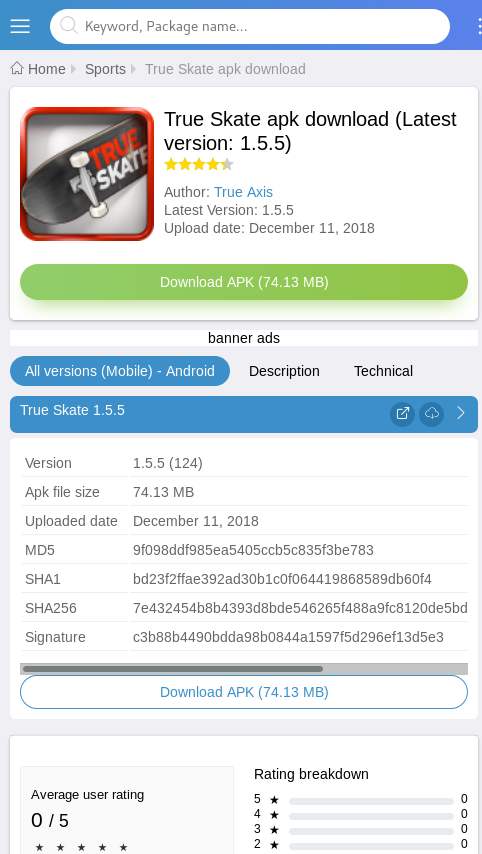 Keyword, Package name...
Home Sports True Skate apk download
TRUE
SKATE
True Skate apk download (Latest
version: 1.5.5)
Author: True Axis
Latest Version: 1.5.5
Upload date: December 11, 2018
Download APK (74.13 MB)
banner ads
All versions (Mobile) - Android Description Technical
True Skate 1.5.5
Version 1.5.5 (124)
Apk file size 74.13 MB
Uploaded date December 11, 2018
MD5 9f098ddf985ea5405ccb5c835f3be783
SHA1 bd23f2ffae392ad30b1c0f064419868589db60f4
SHA256 7e432454b8b4393d8bde546265f488a9fc8120de5bd
Signature c3b88b4490bdda98b0844a1597f5d296ef13d5e3
Download APK (74.13 MB)
Average user rating
0 / 5
★ ★ ★ ★ ★
Rating breakdown
5 ★ 0
4 ★ 0
3 ★ 0
2 ★ 0